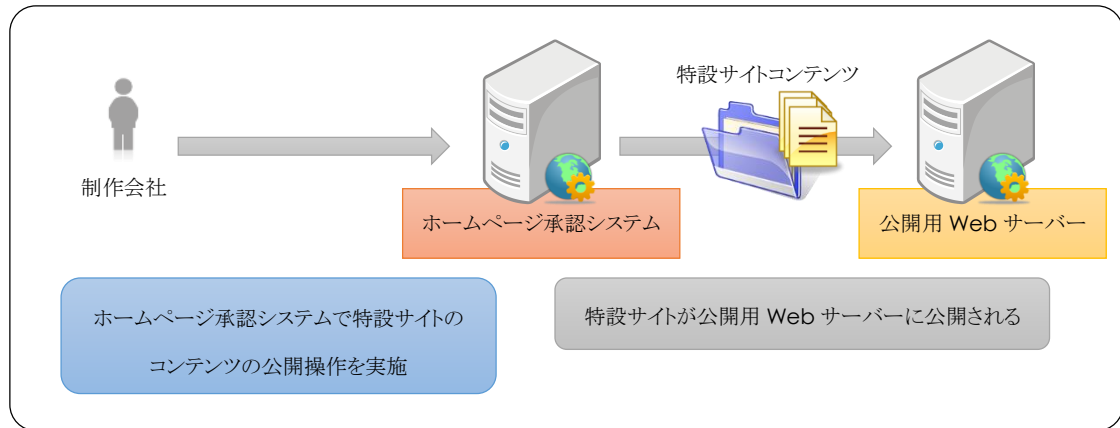 特設サイトコンテンツ
制作会社
ホームページ承認システム
公開用 Web サーバー
ホームページ承認システムで特設サイトの
コンテンツの公開操作を実施
特設サイトが公開用 Web サーバーに公開される